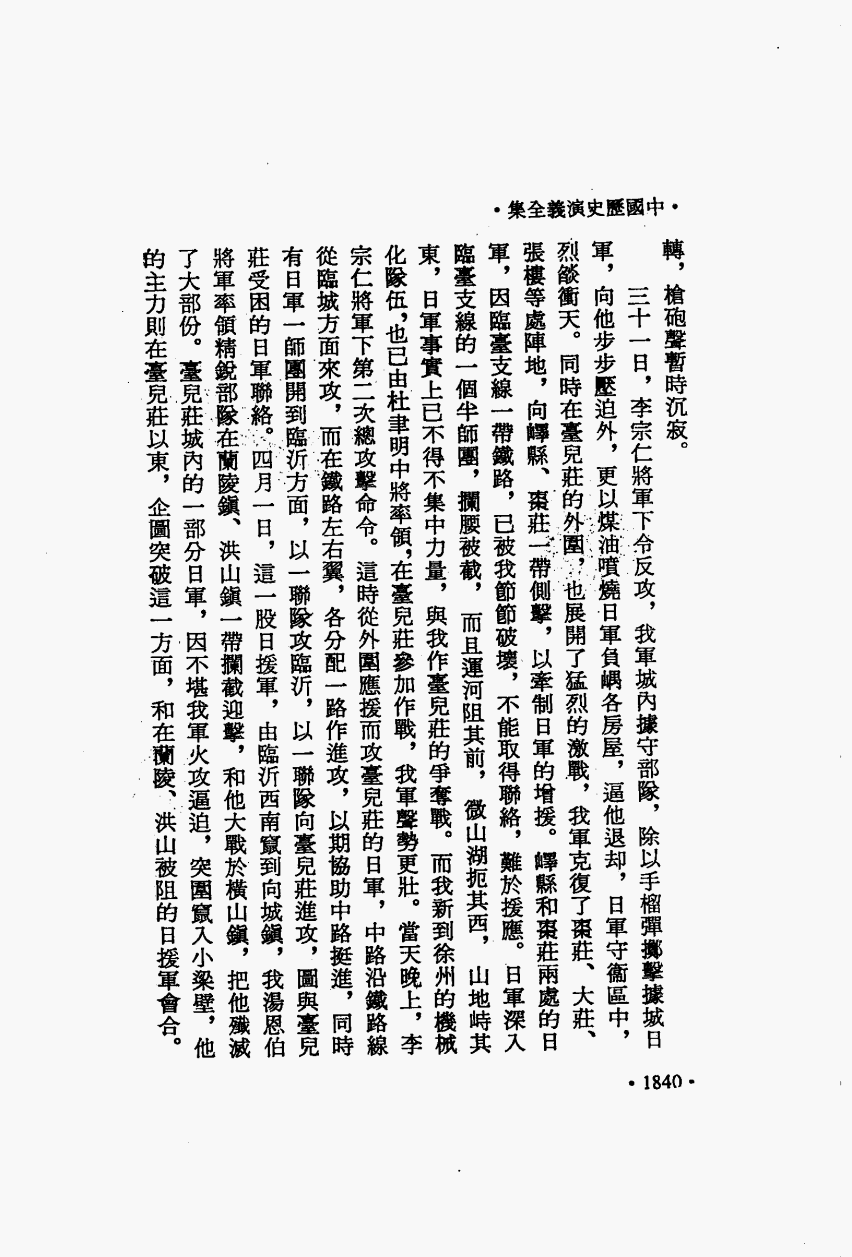 •中國歷史演義全集•
轉，槍砲聲暫時沉寂。
三十一日，李宗仁將軍下令反攻，我軍城內據守部隊，除以手榴彈擲擊據城日
軍，向他步步壓迫外，更以煤油噴燒日軍負嵎各房屋，逼他退却，日軍守衞區中，
烈燄衝天。同時在臺兒莊的外圍，也展開了猛烈的激戰，我軍克復了棗莊、大莊、
張樓等處陣地，向嶧縣、棗莊一帶側擊，以牽制日軍的增援。嶧縣和棗莊兩處的日
軍，因臨臺支線一帶鐵路，已被我節節破壞，不能取得聯絡，難於援應。日軍深入
臨臺支線的一個半師團，攔腰被截，而且運河阻其前，微山湖扼其西，山地峙其
東，日軍事實上已不得不集中力量，與我作臺兒莊的爭奪戰。而我新到徐州的機械
化隊伍，也已由杜聿明中將率領，在臺兒莊參加作戰，我軍聲勢更壯。當天晚上，李
宗仁將軍下第二次總攻擊命令。這時從外圍應援而攻臺兒莊的日軍，中路沿鐵路線
從臨城方面來攻，而在鐵路左右翼，各分配一路作進攻，以期協助中路挺進，同時
有日軍一師團開到臨沂方面，以一聯隊攻臨沂，以一聯隊向臺兒莊進攻，圖與臺兒
莊受困的日軍聯絡。四月一日，這一股日援軍，由臨沂西南竄到向城鎮，我湯恩伯
將軍率領精銳部隊在蘭陵鎮、洪山鎮一帶攔截迎擊，和他大戰於橫山鎮，把他殲滅
了大部份。臺兒莊城內的一部分日軍，因不堪我軍火攻逼迫，突圍竄入小梁壁，他
的主力則在臺兒莊以東，企圖突破這一方面，和在蘭陵、洪山被阻的日援軍會合。
•1840•